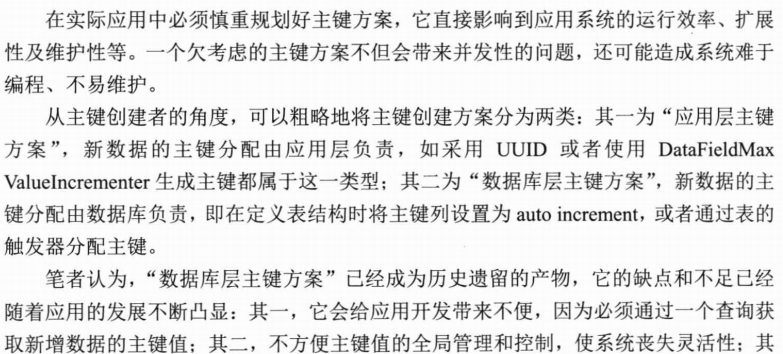 在实际应用中必须慎重规划好主键方案，它直接影响到应用系统的运行效率、扩展
性及维护性等。一个欠考虑的主键方案不但会带来并发性的问题，还可能造成系统难于
编程、不易维护。
从主键创建者的角度，可以粗略地将主键创建方案分为两类：其一为“应用层主键
方案”，新数据的主键分配由应用层负责，如采用 UUID 或者使用 DataFieldMax
ValueIncrementer 生成主键都属于这一类型；其二为“数据库层主键方案”，新数据的主
键分配由数据库负责，即在定义表结构时将主键列设置为 auto increment，或者通过表的
触发器分配主键。
笔者认为，“数据库层主键方案”已经成为历史遗留的产物，它的缺点和不足已经
随着应用的发展不断凸显：其一，它会给应用开发带来不便，因为必须通过一个查询获
取新增数据的主键值；其二，不方便主键值的全局管理和控制，使系统丧失灵活性；其